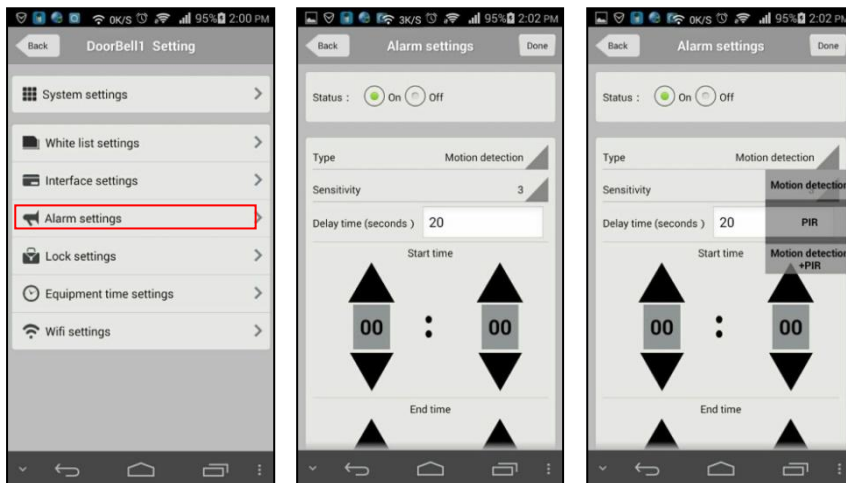 0K/S 95% 2:00 PM
Back DoorBell1 Setting
System settings
White list settings
Interface settings
Alarm settings
Lock settings
Equipment time settings
Wifi settings
3K/S 95% 2:02 PM
Back Alarm settings Done
Status : On Off
Type Motion detection
Sensitivity 3
Delay time (seconds ) 20
Start time
00 : 00
End time
0K/S 95% 2:02 PM
Back Alarm settings Done
Status : On Off
Type Motion detection
Sensitivity 3
Motion detection
Delay time (seconds ) 20
PIR
Start time
Motion detection
+PIR
00 : 00
End time